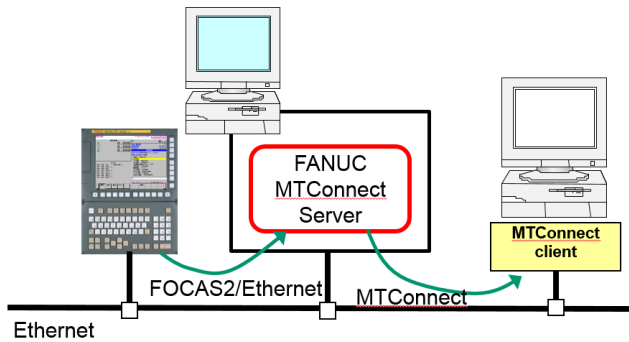 FANUC
MTConnect
Server
MTConnect
client
FOCAS2/Ethernet
MTConnect
Ethernet